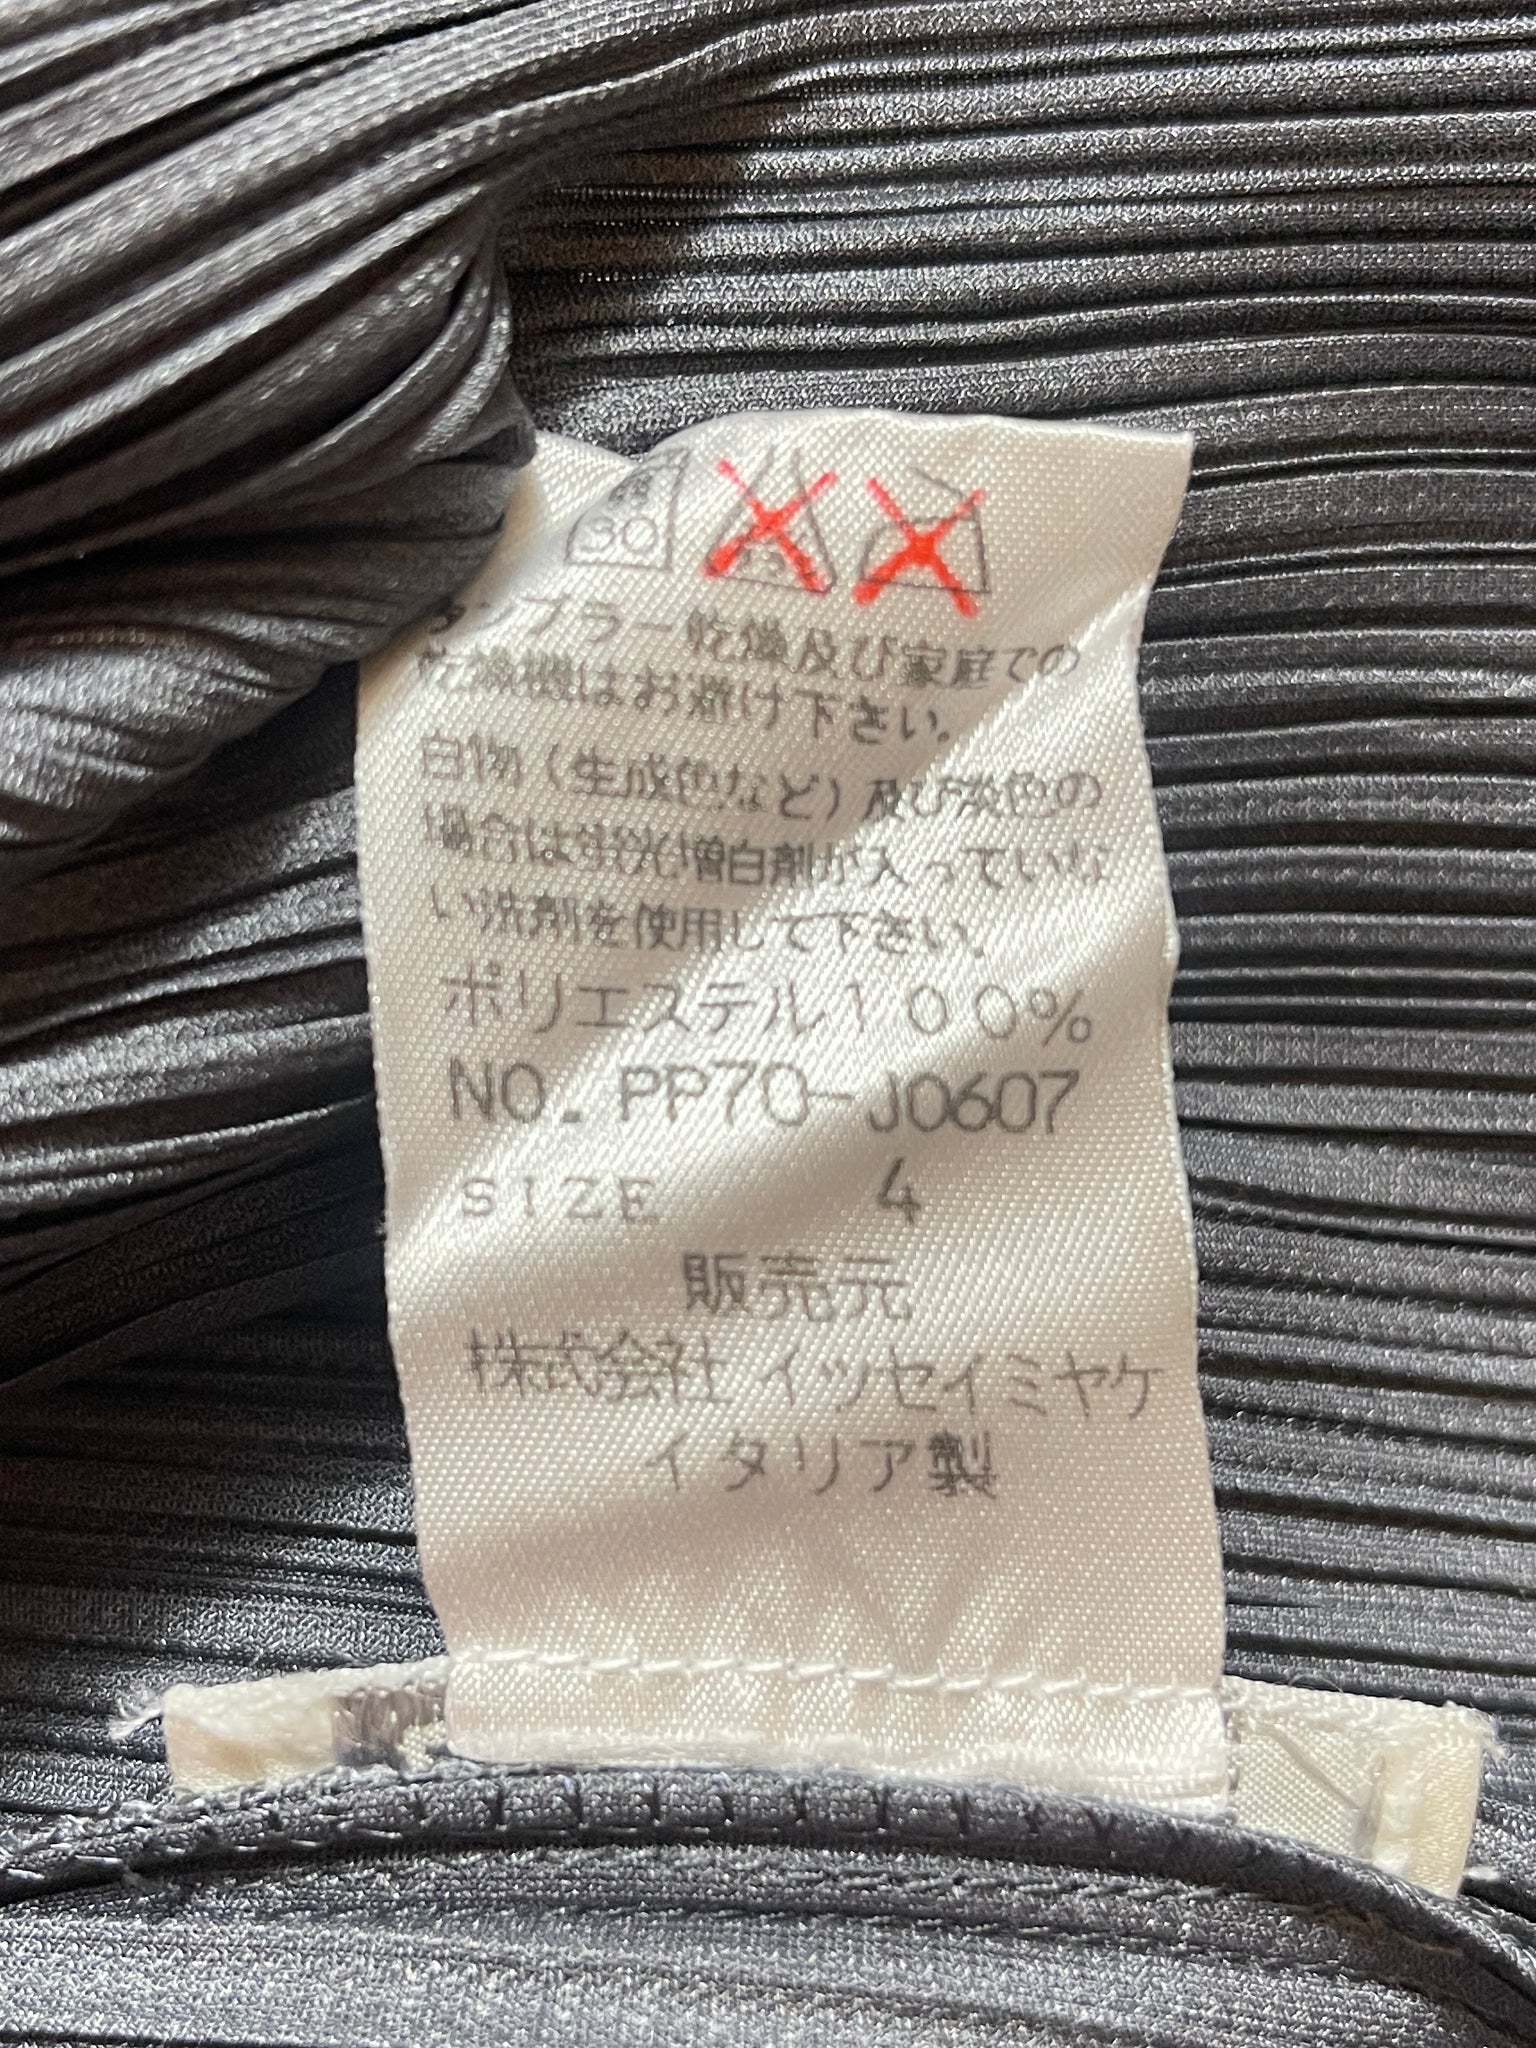 30
タンブラー乾燥及び家庭での
乾燥機はお避け下さい。
白物(生成色など)及び淡色の
場合は蛍光増白剤が入っていな
い洗剤を使用して下さい。
ポリエステル100%
NO. PP70-J0607
SIZE 4
販売元
株式会社イッセイミヤケ
イタリア製